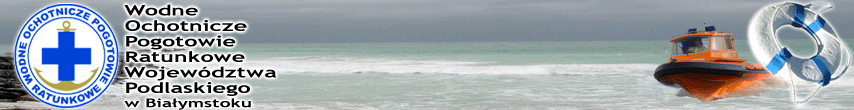 WODNE OCHOTNICZE POGOTOWIE
RATUNKOWE
Wodne
Ochotnicze
Pogotowie
Ratunkowe
Województwa
Podlaskiego
w Białymstoku